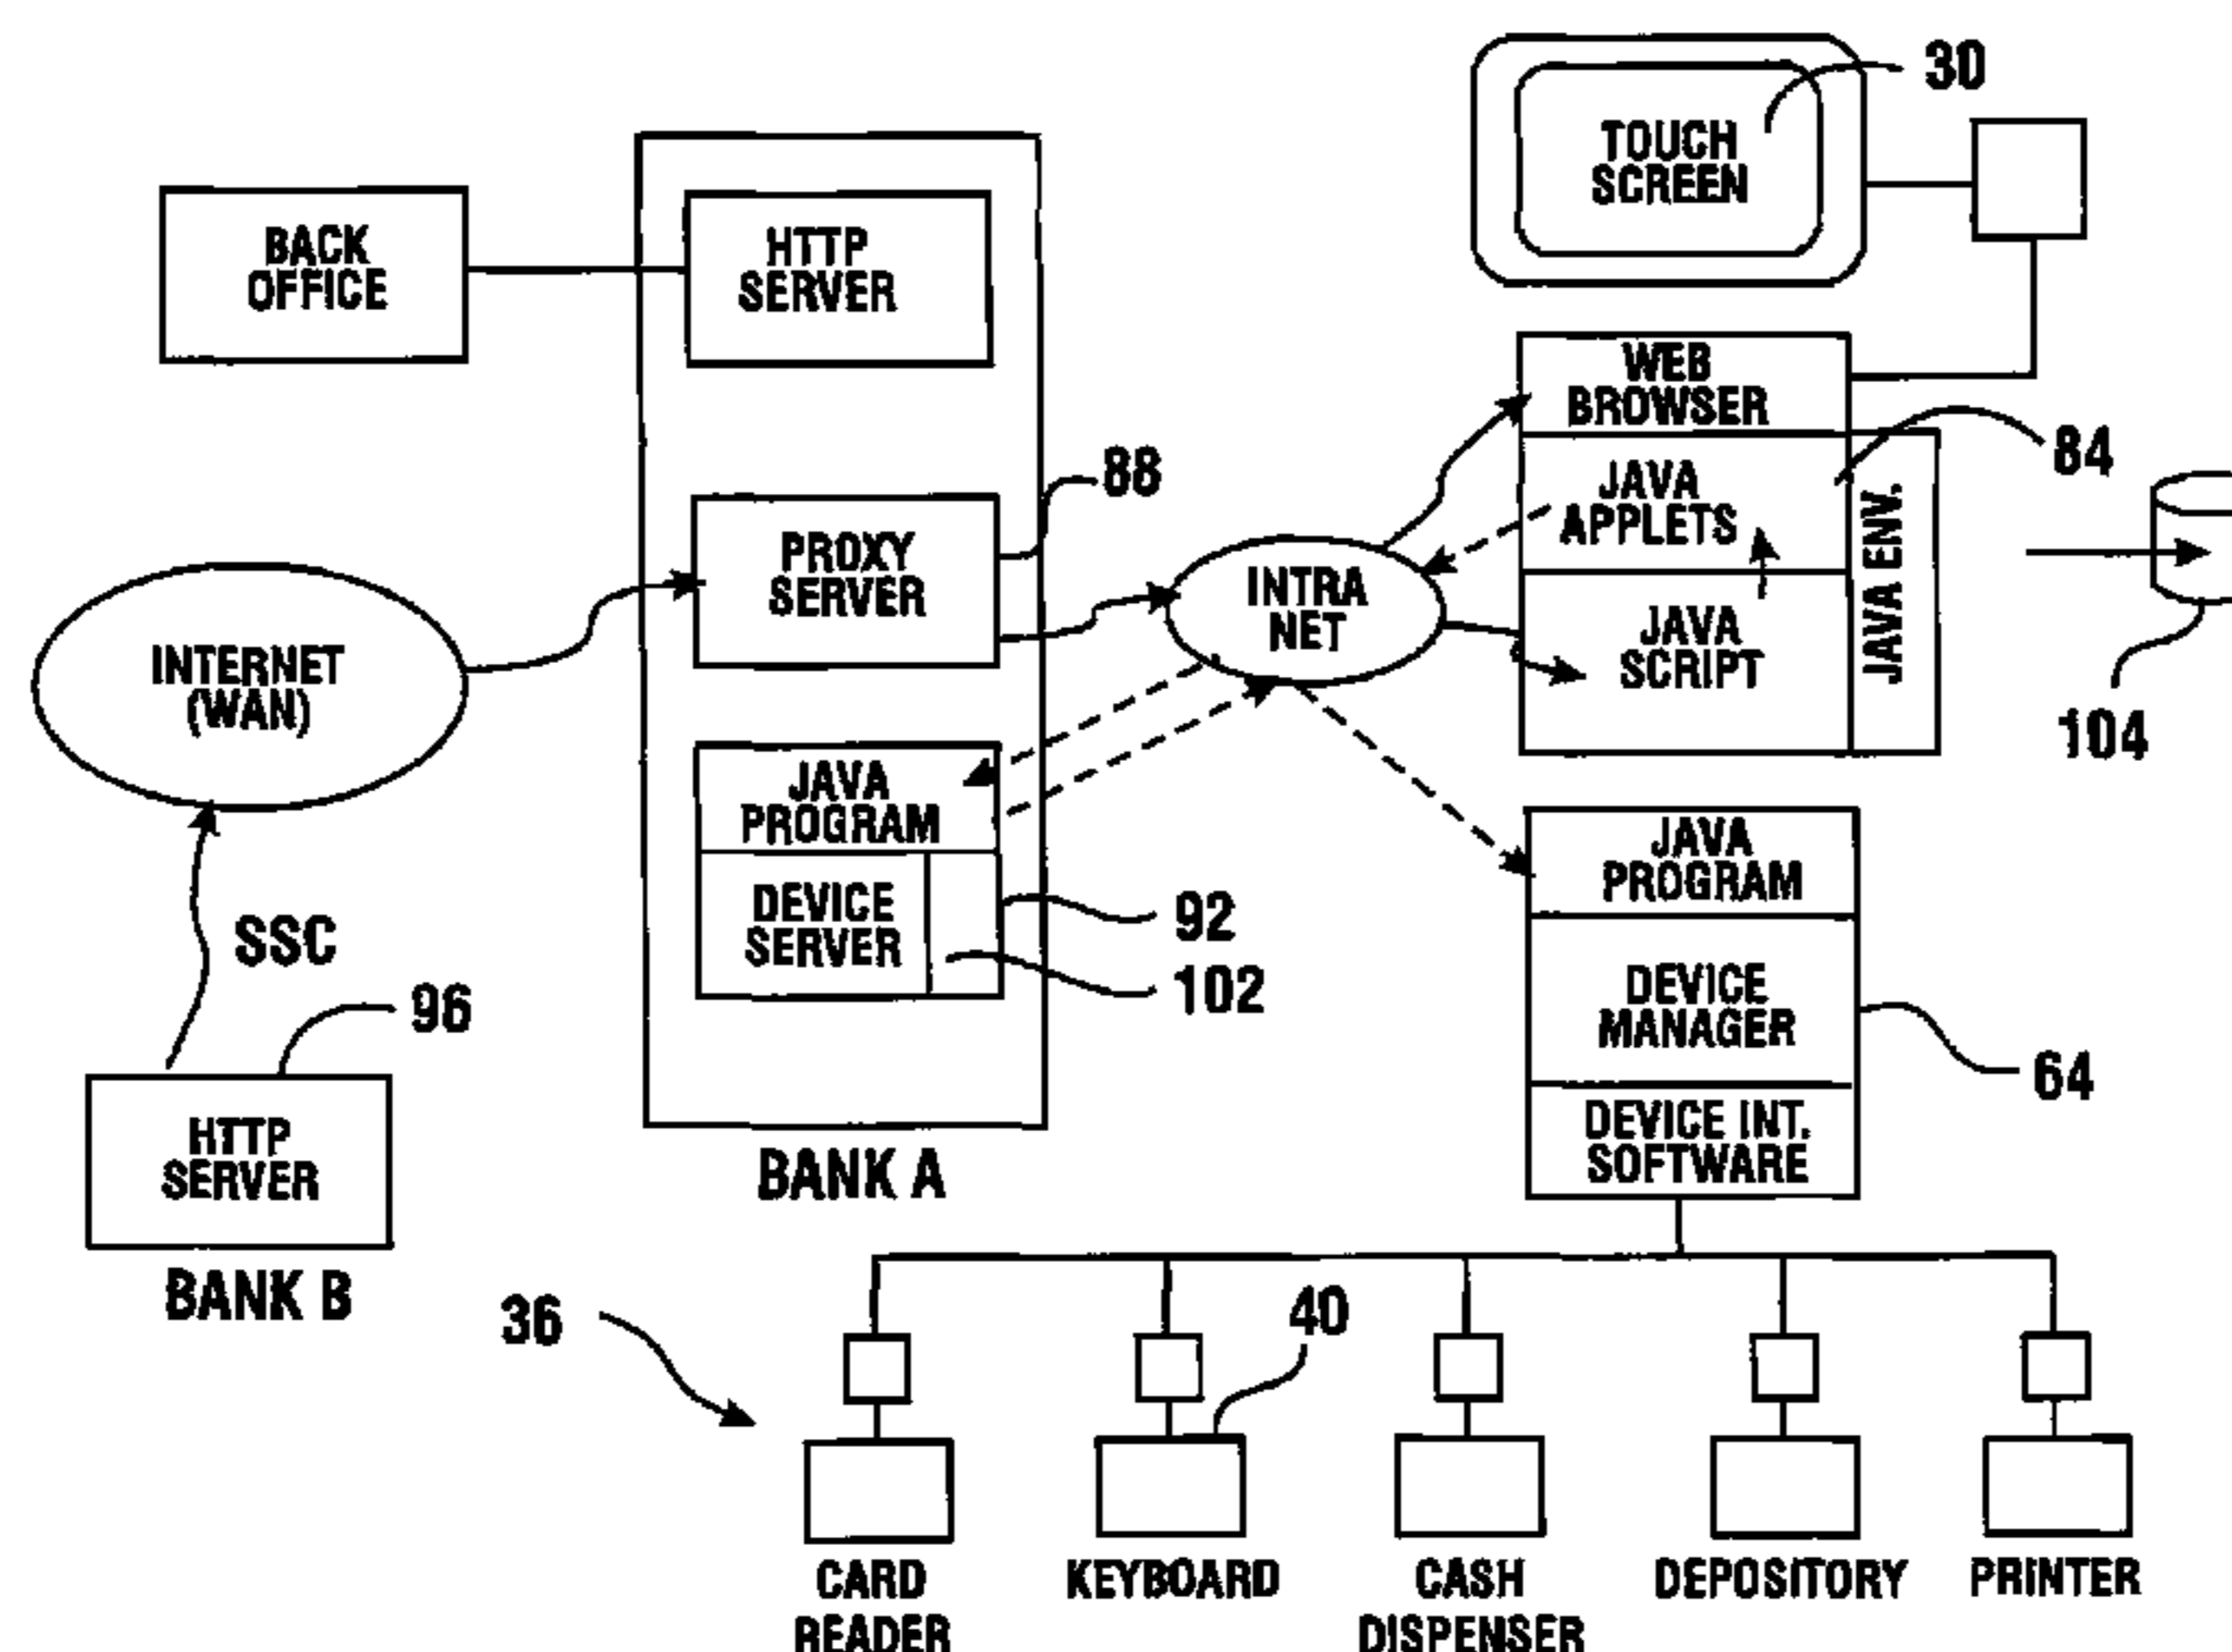 30
TOUCH
SCREEN
BACK
OFFICE
HTTP
SERVER
WEB
BROWSER
88
84
JAVA
APPLETS
JAVA ENV.
PROXY
SERVER
INTRA
NET
JAVA
SCRIPT
INTERNET
(WAN)
104
JAVA
PROGRAM
JAVA
PROGRAM
DEVICE
SERVER
92
102
SSC
96
DEVICE
MANAGER
64
HTTP
SERVER
DEVICE INT.
SOFTWARE
BANK A
BANK B
36
40
CARD
READER
KEYBOARD
CASH
DISPENSER
DEPOSITORY
PRINTER